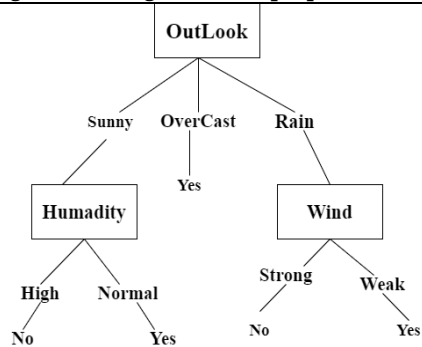 OutLook
Sunny
OverCast
Rain
Yes
Humadity
Wind
High
Normal
Strong
Weak
No
Yes
No
Yes